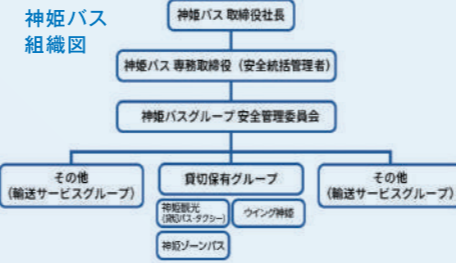 神姫バス
組織図
神姫バス 取締役社長
神姫バス 専務取締役（安全統括管理者）
神姫バスグループ 安全管理委員会
その他
（輸送サービスグループ）
貸切保有グループ
神姫観光
（貸切バス・タクシー）
ウイング神姫
神姫ゾーンバス
その他
（輸送サービスグループ）